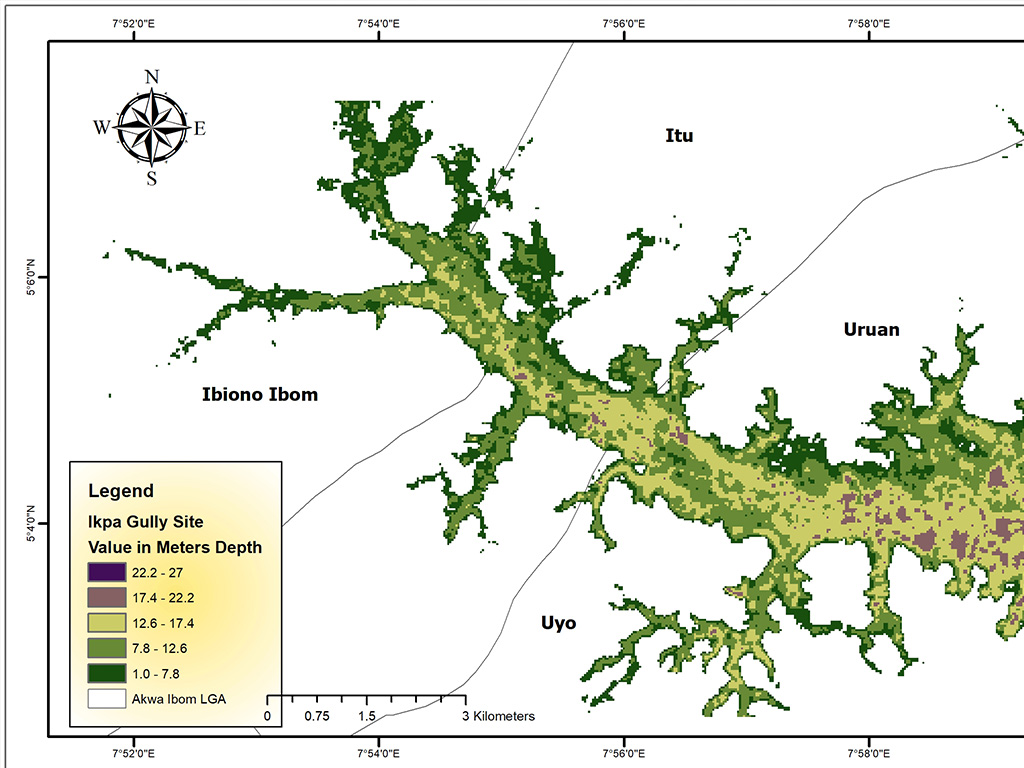 7°52'0"E 7°54'0"E 7°56'0"E 7°58'0"E
N
W E
S
Itu
5°6'0"N
Uruan
Ibiono Ibom
Legend
Ikpa Gully Site
Value in Meters Depth
22.2 - 27
17.4 - 22.2
12.6 - 17.4
7.8 - 12.6
1.0 - 7.8
Akwa Ibom LGA
5°4'0"N
Uyo
0 0.75 1.5 3 Kilometers
7°52'0"E 7°54'0"E 7°56'0"E 7°58'0"E